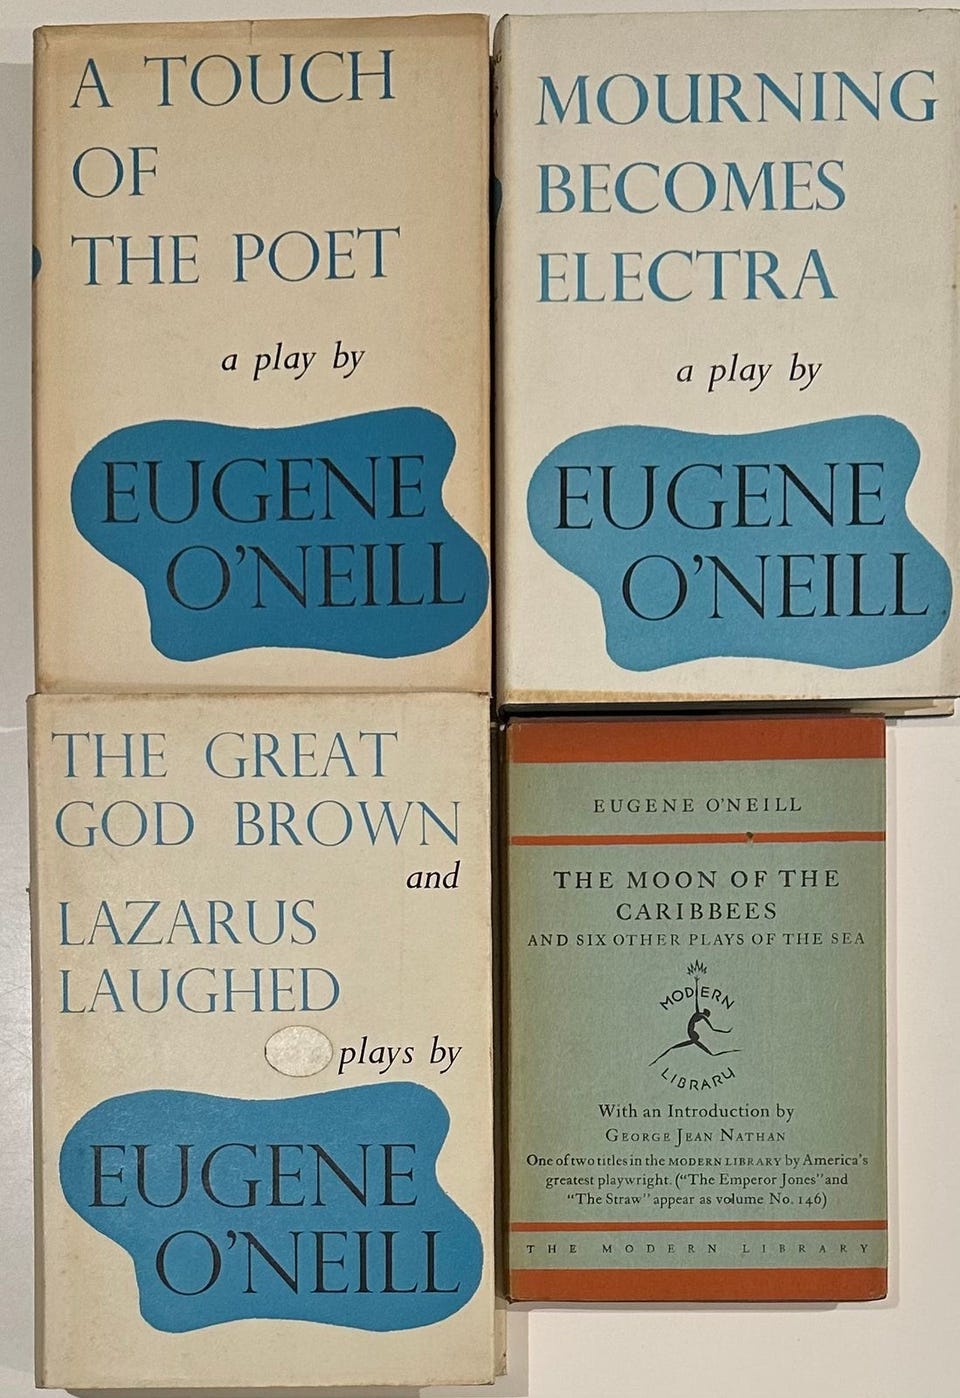 A TOUCH
OF
THE POET
a play by
EUGENE
O'NEILL
MOURNING
BECOMES
ELECTRA
a play by
EUGENE
O'NEILL
THE GREAT
GOD BROWN
and
LAZARUS
LAUGHED
plays by
EUGENE
O'NEILL
EUGENE O'NEILL
THE MOON OF THE
CARIBBEES
AND SIX OTHER PLAYS OF THE SEA
MODERN
LIBRARY
With an Introduction by
GEORGE JEAN NATHAN
One of two titles in the MODERN LIBRARY by America's
greatest playwright. ("The Emperor Jones" and
"The Straw" appear as volume No. 146)
THE MODERN LIBRARY